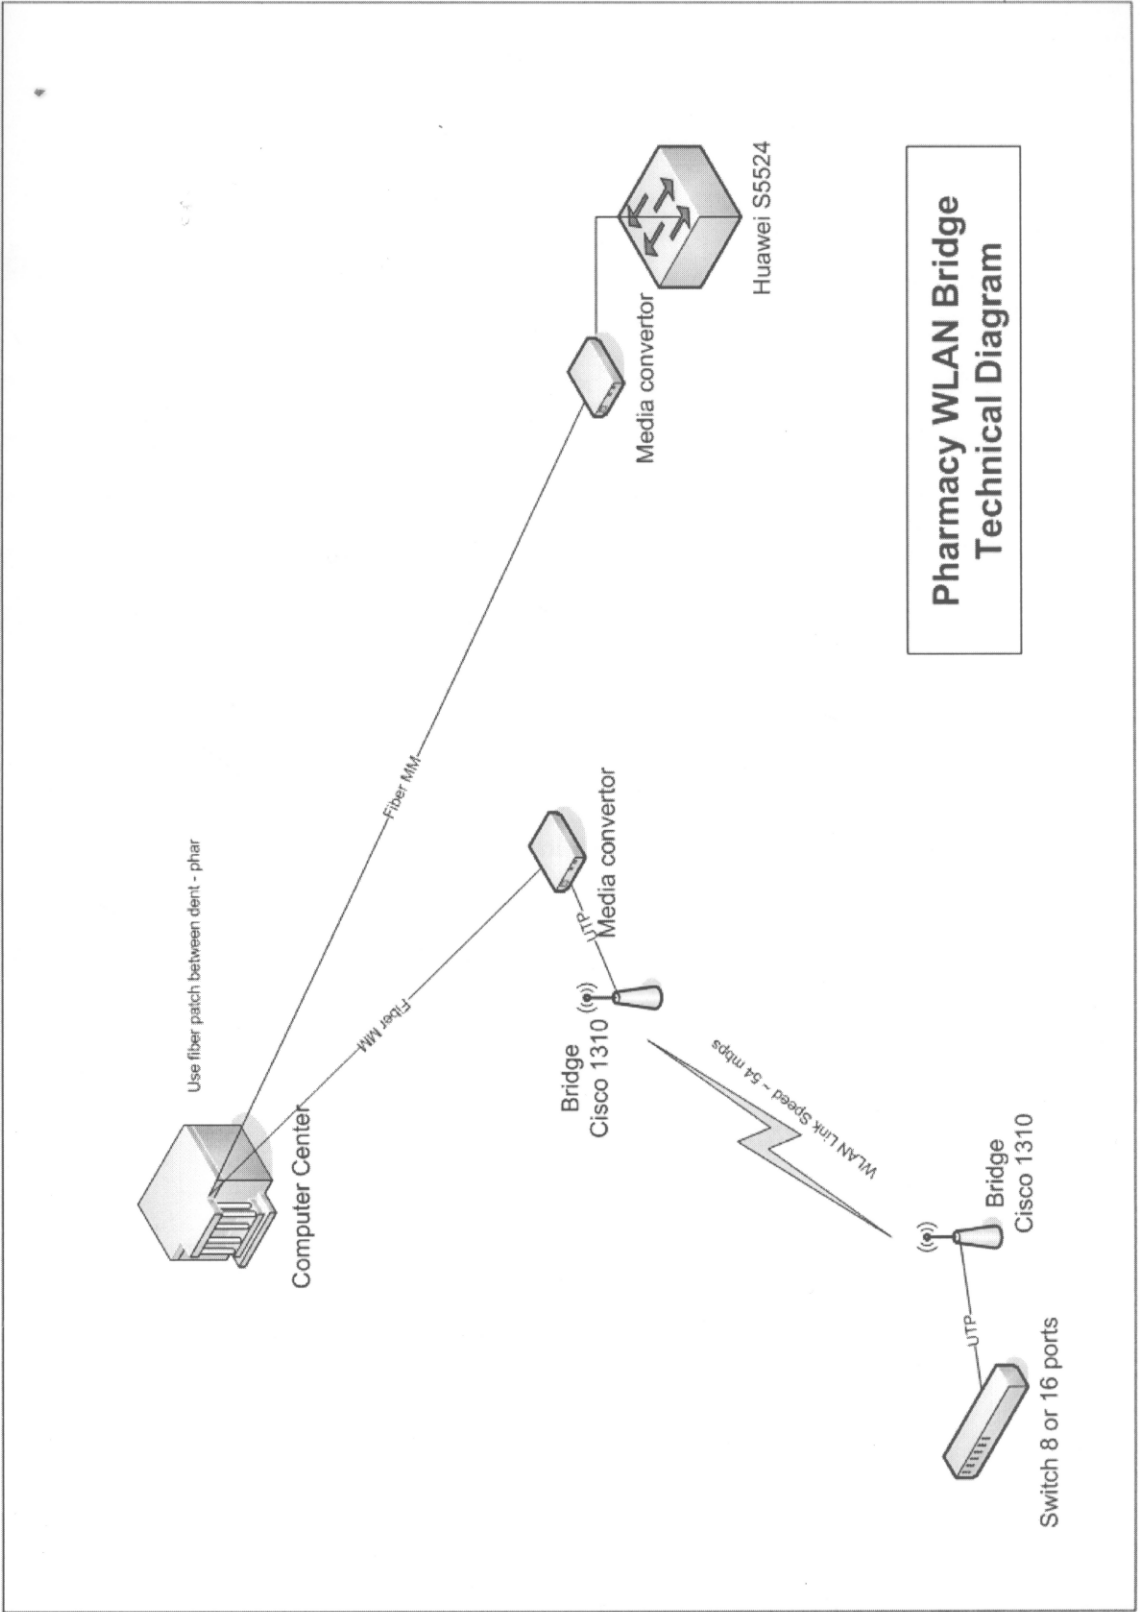 Use fiber patch between dent - phar
Computer Center
Fiber MM
Fiber MM
Media convertor
Huawei S5524
UTP
Media convertor
Bridge
Cisco 1310
WLAN Link Speed ~ 54 mbps
Bridge
Cisco 1310
UTP
Switch 8 or 16 ports
Pharmacy WLAN Bridge
Technical Diagram